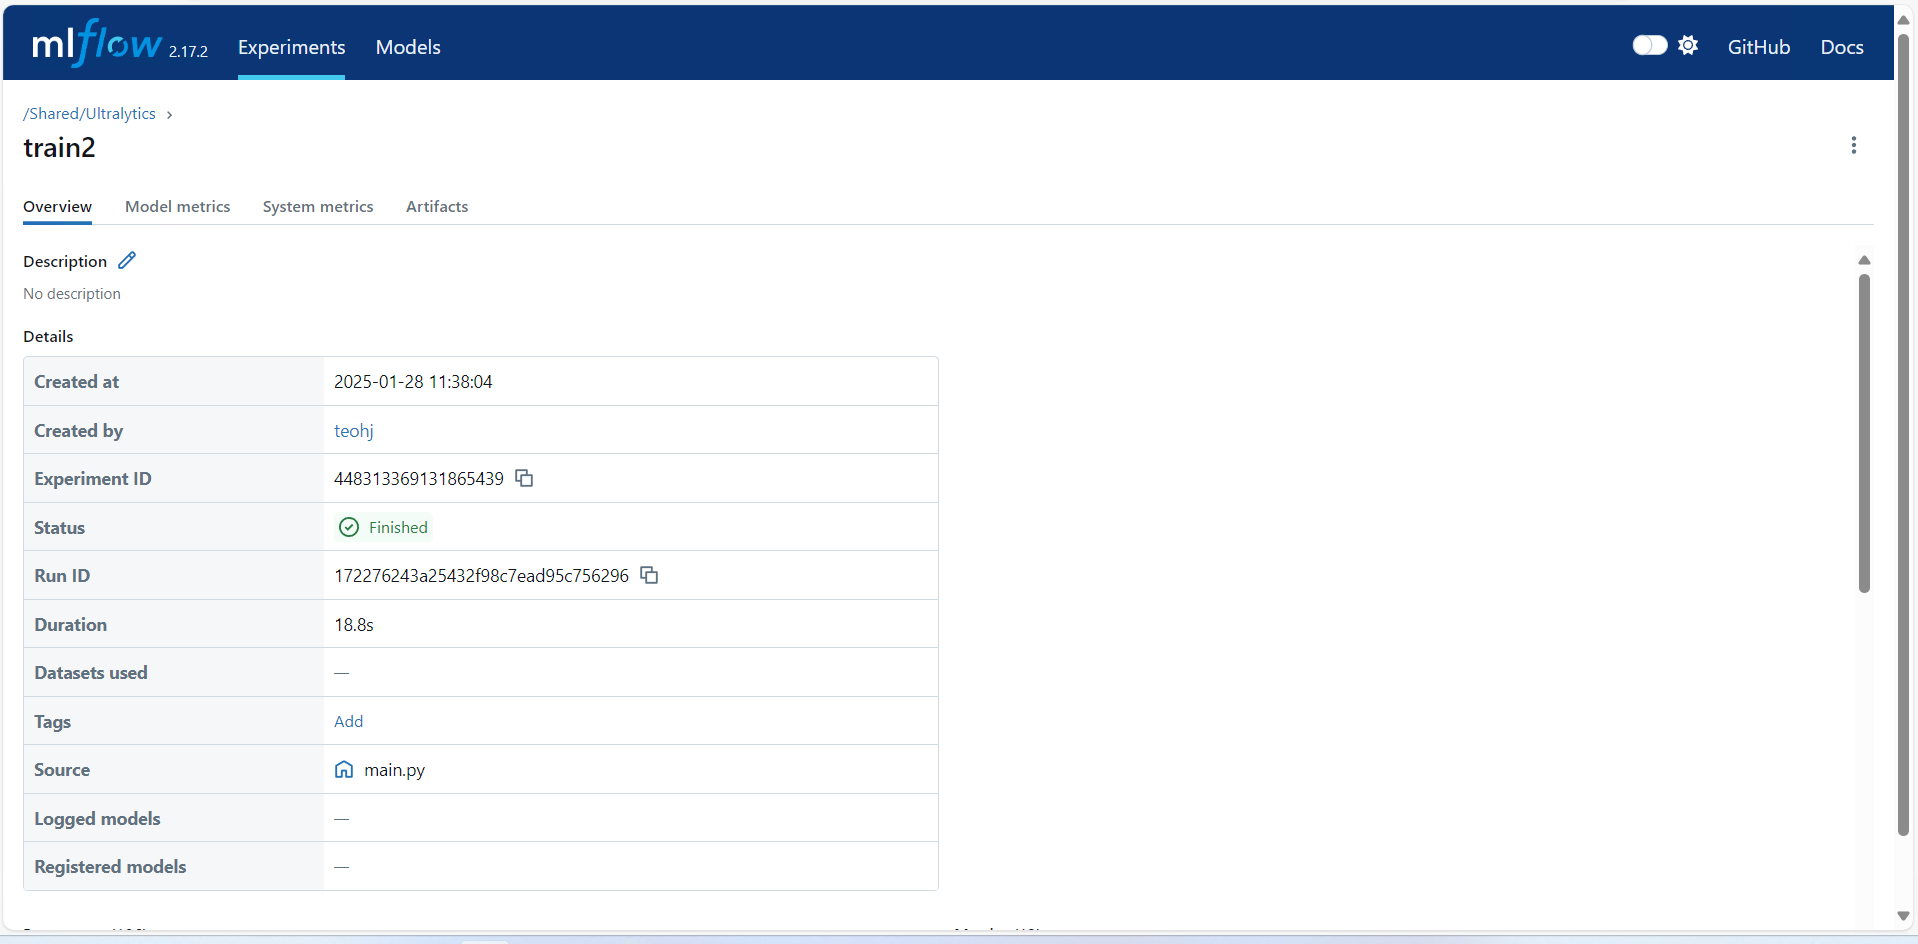 mlflow 2.17.2 Experiments Models GitHub Docs
/Shared/Ultralytics
train2
Overview Model metrics System metrics Artifacts
Description
No description
Details
Created at 2025-01-28 11:38:04
Created by teohj
Experiment ID 448313369131865439
Status Finished
Run ID 172276243a25432f98c7ead95c756296
Duration 18.8s
Datasets used —
Tags Add
Source main.py
Logged models —
Registered models —